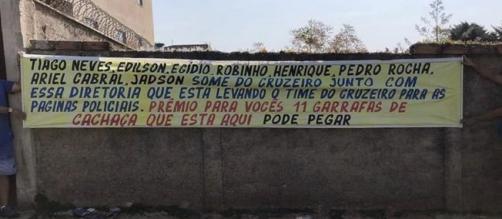 TIAGO NEVES, EDILSON, EGIDIO, ROBINHO, HENRIQUE, PEDRO ROCHA,
ARIEL CABRAL, JADSON SOME DO CRUZEIRO JUNTO COM
ESSA DIRETORIA QUE ESTA LEVANDO O TIME DO CRUZEIRO PARA AS
PAGINAS POLICIAIS. PRÊMIO PARA VOCÊS 11 GARRAFAS DE
CACHAÇA QUE ESTA AQUI PODE PEGAR